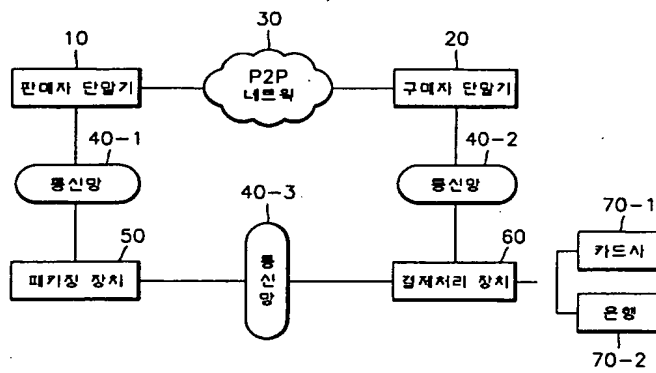 10
30
20
판매자 단말기
P2P
네트웍
구매자 단말기
40-1
40-2
통신망
통신망
40-3
50
60
70-1
패키징 장치
통신망
결제처리 장치
카드사
은행
70-2